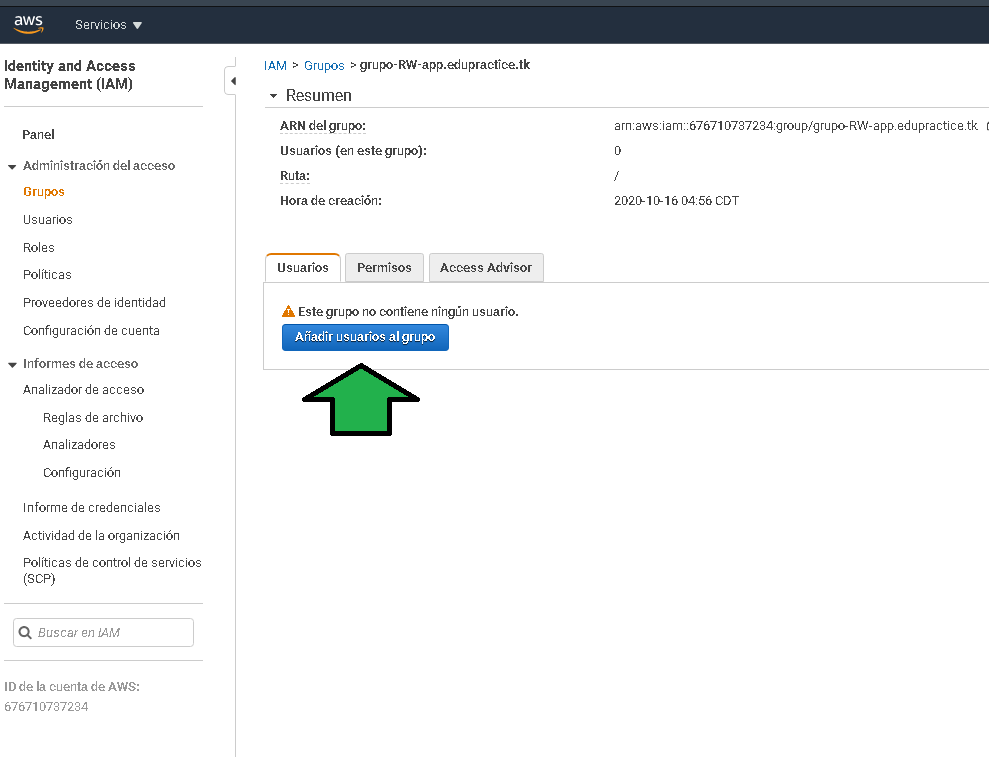 aws
Servicios
Identity and Access
Management (IAM)
Panel
Administración del acceso
Grupos
Usuarios
Roles
Políticas
Proveedores de identidad
Configuración de cuenta
Informes de acceso
Analizador de acceso
Reglas de archivo
Analizadores
Configuración
Informe de credenciales
Actividad de la organización
Políticas de control de servicios
(SCP)
Buscar en IAM
ID de la cuenta de AWS:
676710737234
IAM > Grupos > grupo-RW-app.edupractice.tk
Resumen
ARN del grupo: arn:aws:iam::676710737234:group/grupo-RW-app.edupractice.tk
Usuarios (en este grupo): 0
Ruta: /
Hora de creación: 2020-10-16 04:56 CDT
Usuarios Permisos Access Advisor
Este grupo no contiene ningún usuario.
Añadir usuarios al grupo